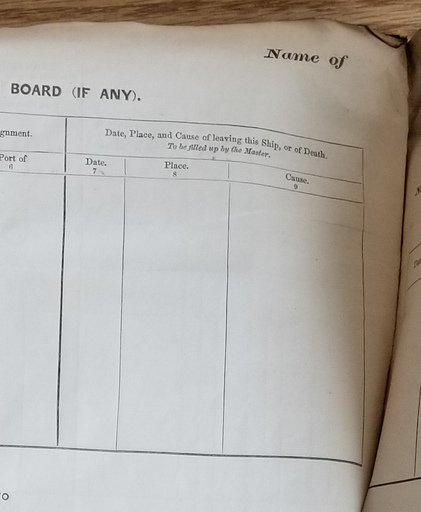 Name of
BOARD (IF ANY).
gnment.
Date, Place, and Cause of leaving this Ship, or of Death.
To be filled up by the Master.
Port of
Date.
Place.
Cause.
6
7
8
9
TO